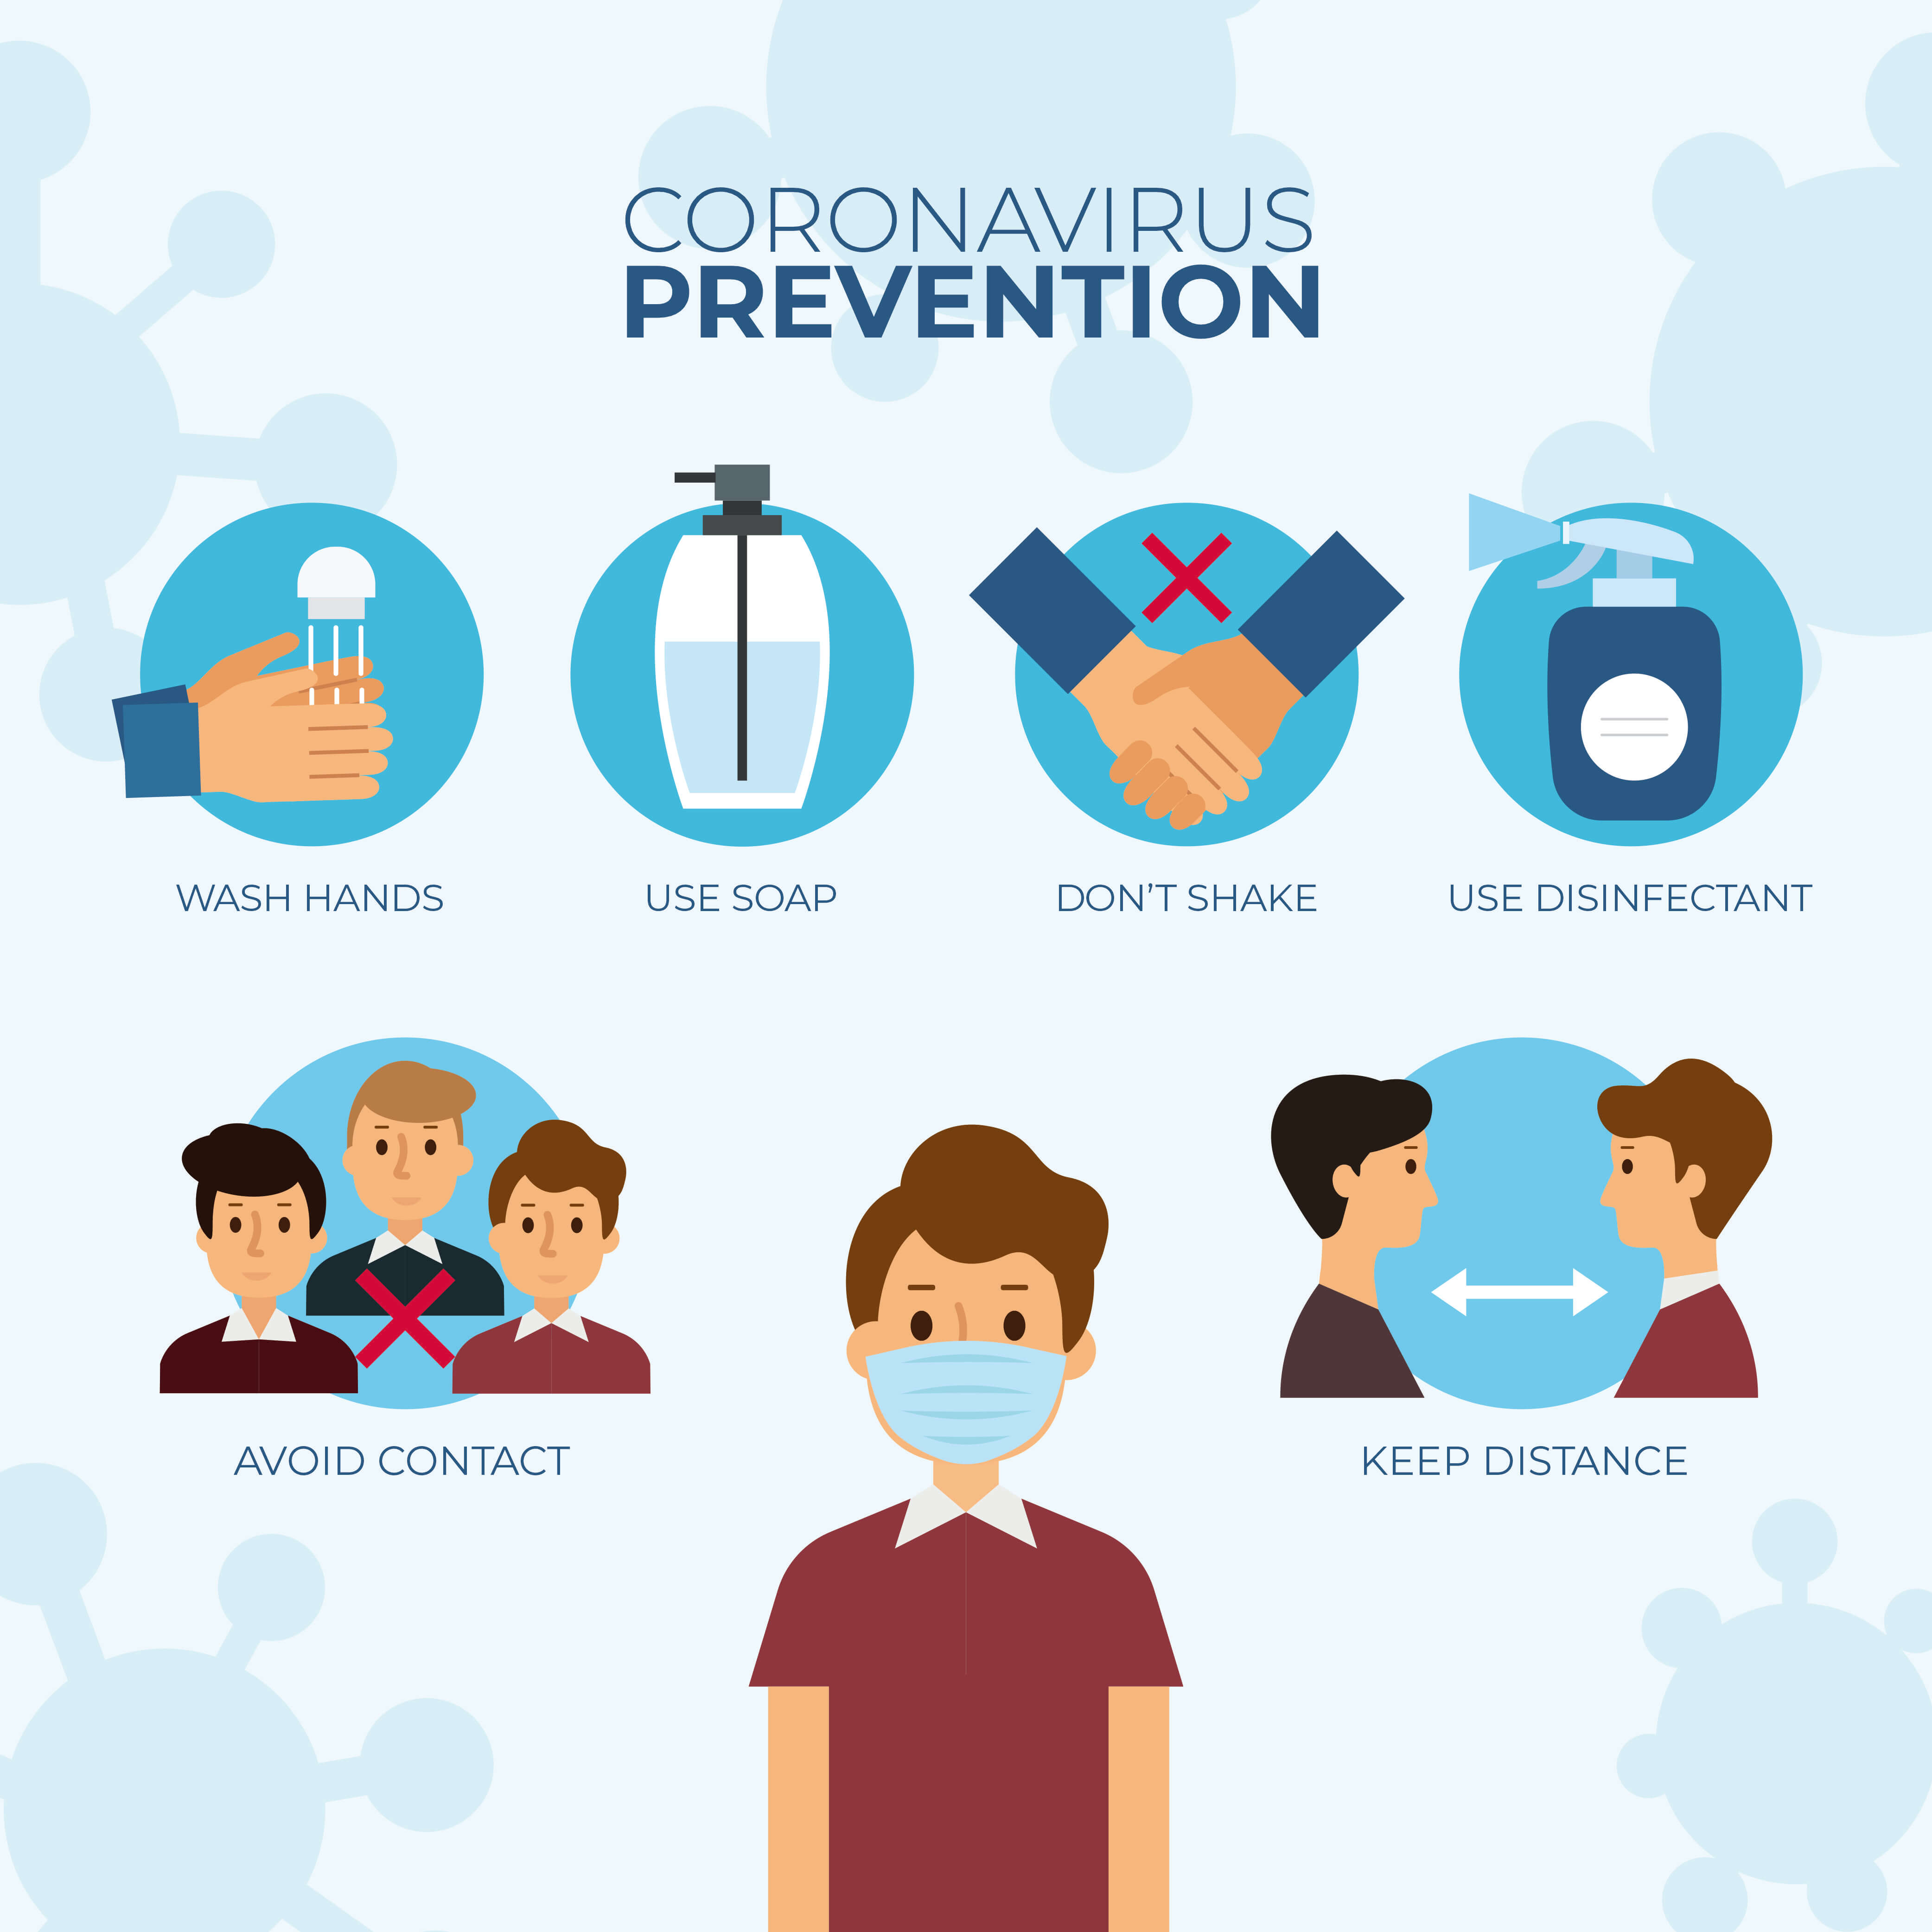 CORONAVIRUS
PREVENTION
WASH HANDS
USE SOAP
DON'T SHAKE
USE DISINFECTANT
AVOID CONTACT
KEEP DISTANCE